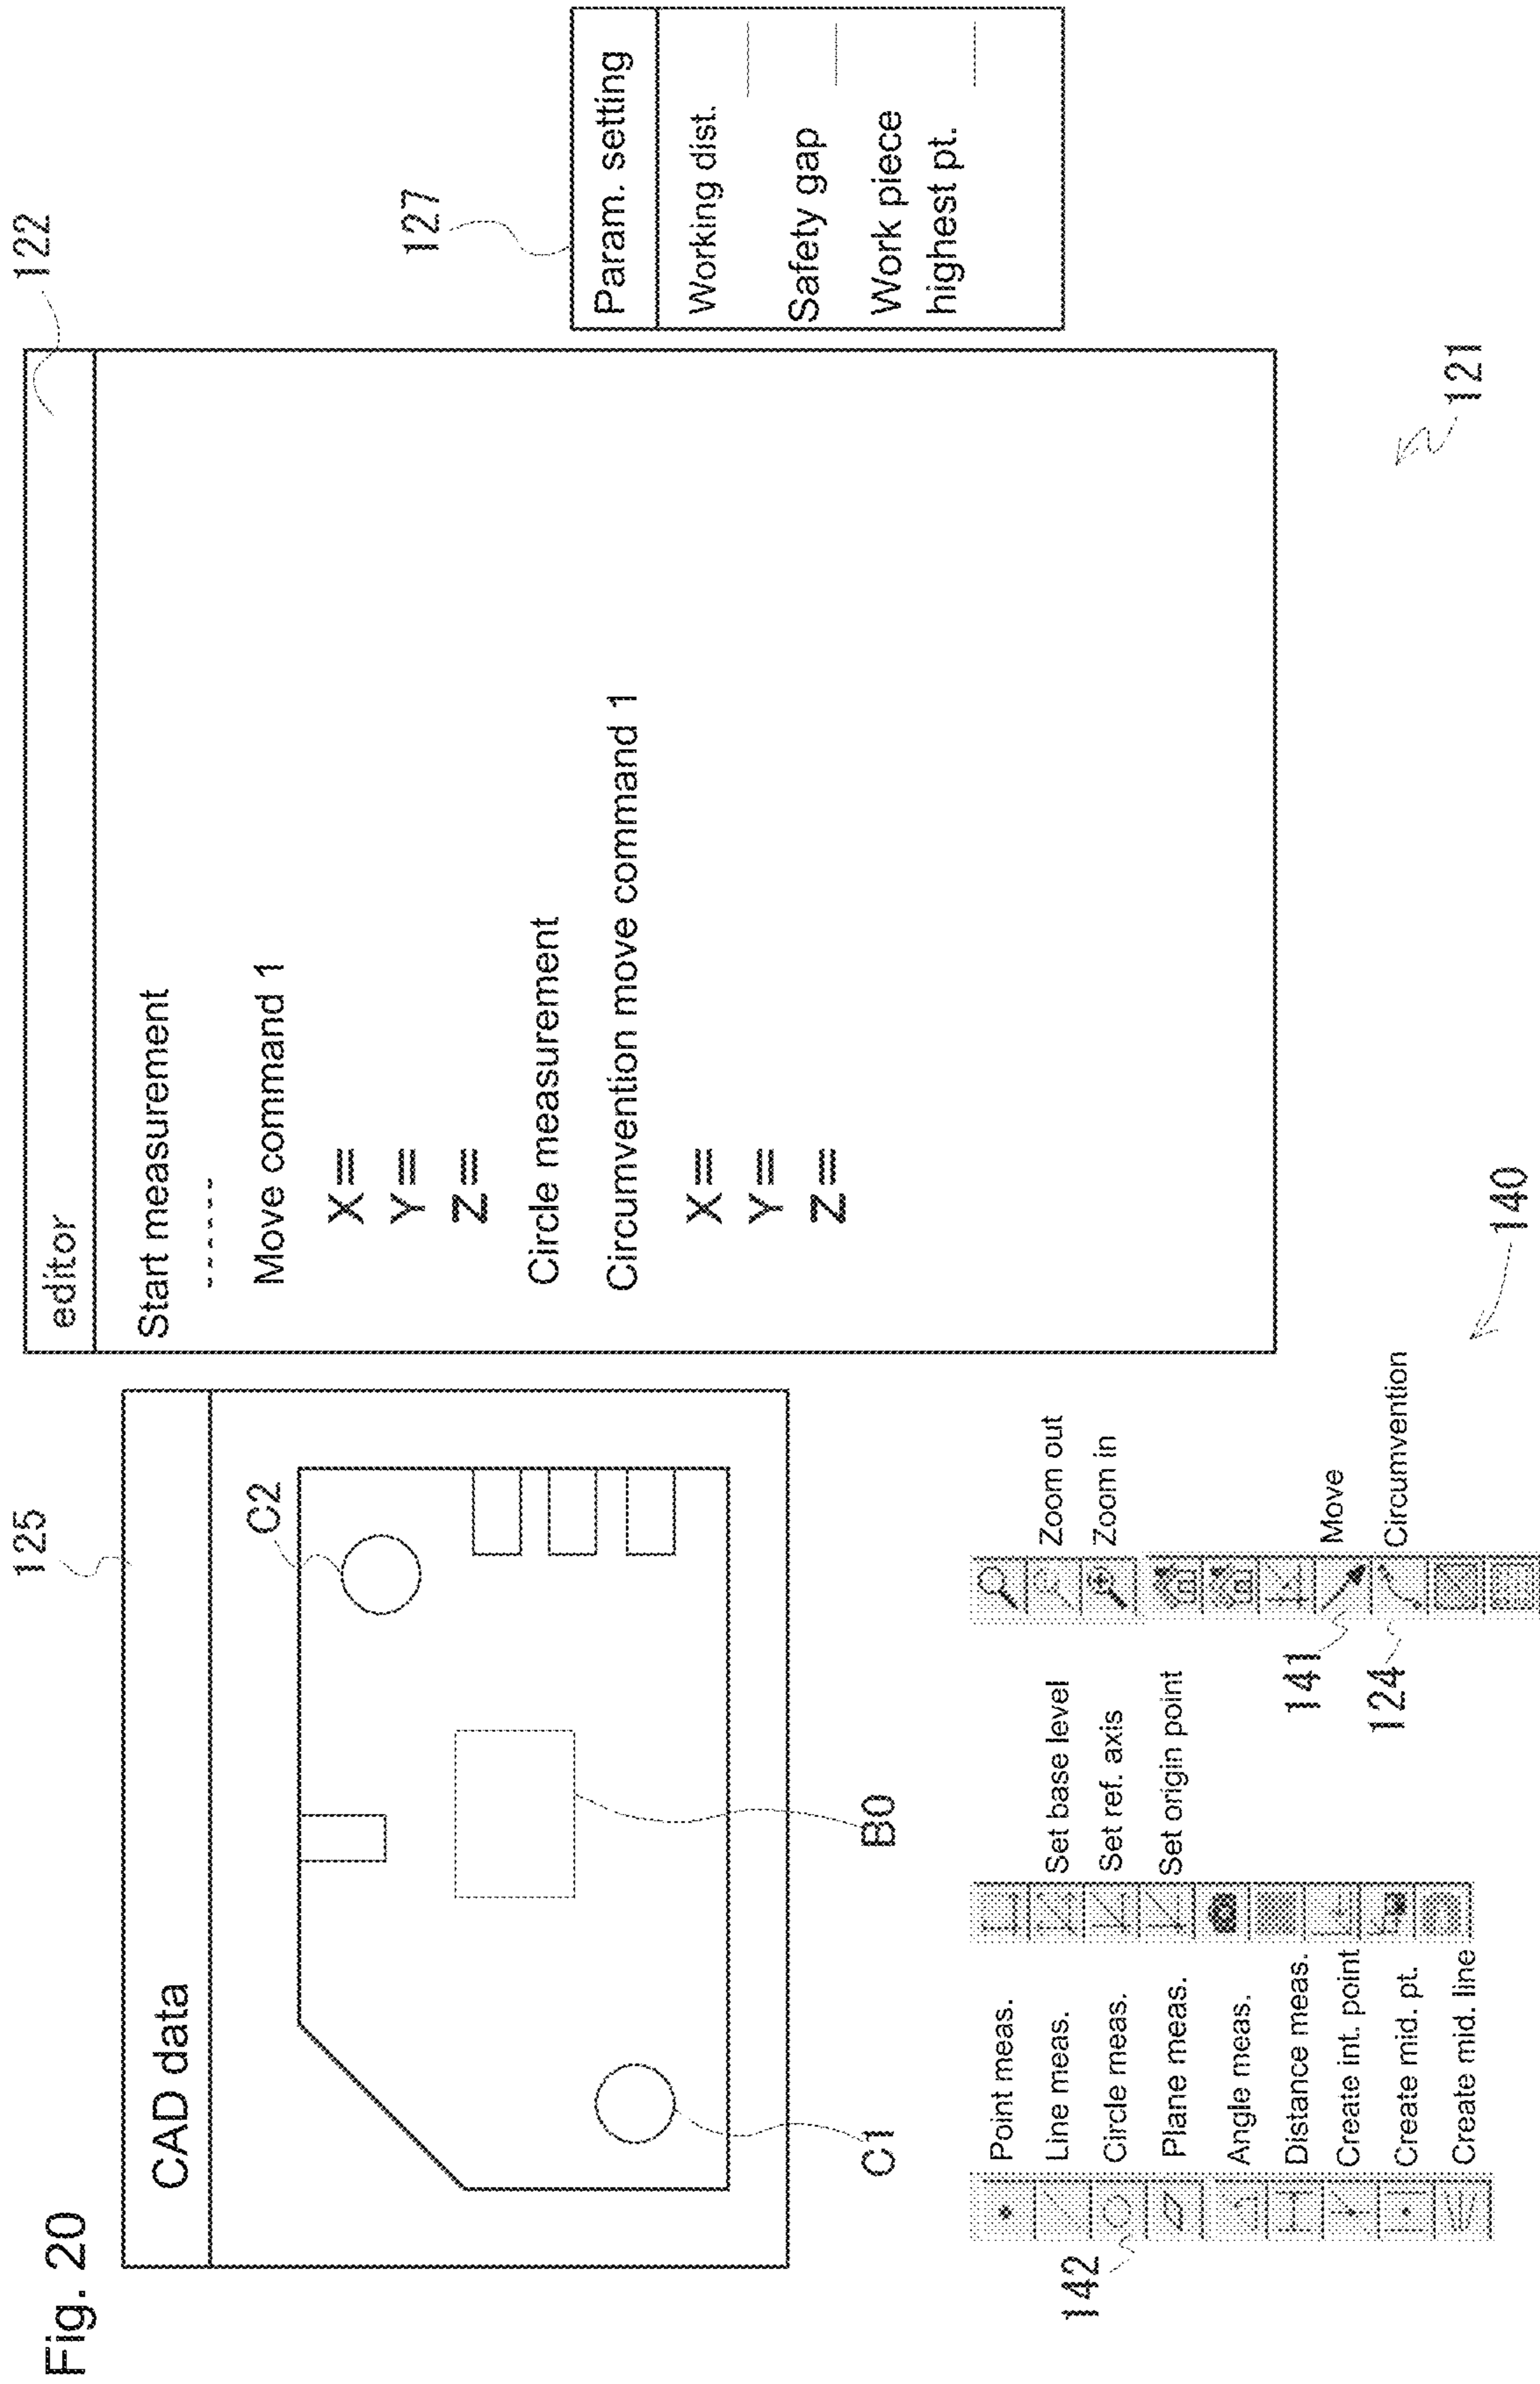 Fig. 20
125
CAD data
C2
C1
B0
122
editor
Start measurement
-----
Move command 1
X=
Y=
Z=
Circle measurement
Circumvention move command 1
X=
Y=
Z=
127
Param. setting
Working dist.
Safety gap
Work piece
highest pt.
121
142
Point meas.
Line meas.
Circle meas.
Plane meas.
Angle meas.
Distance meas.
Create int. point
Create mid. pt.
Create mid. line
Set base level
Set ref. axis
Set origin point
141
124
Zoom out
Zoom in
Move
Circumvention
140